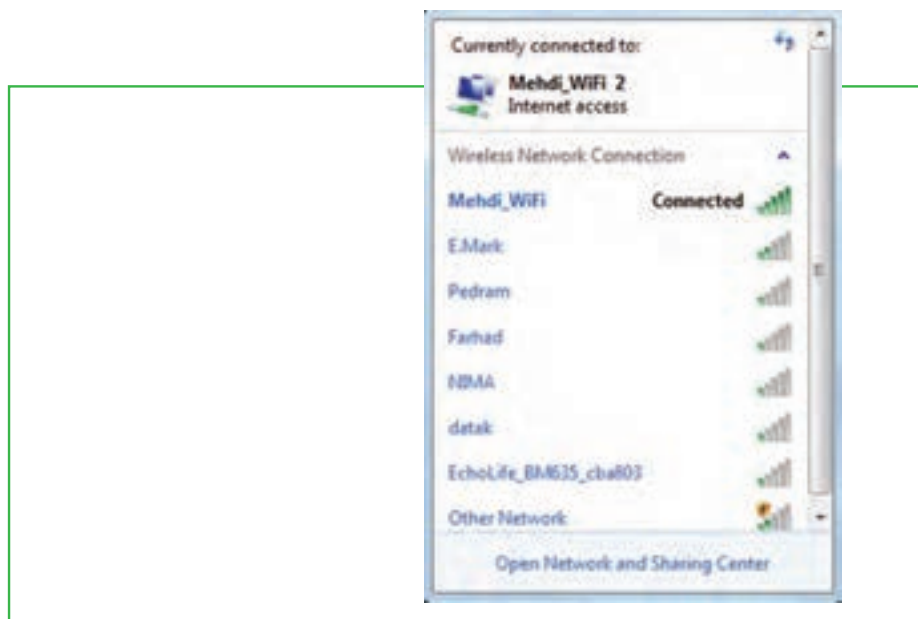 Currently connected to:
Mehdi_WiFi 2
Internet access
Wireless Network Connection
Mehdi_WiFi Connected
E.Mark
Pedram
Farhad
NIMA
datak
EchoLife_BM635_cba803
Other Network
Open Network and Sharing Center